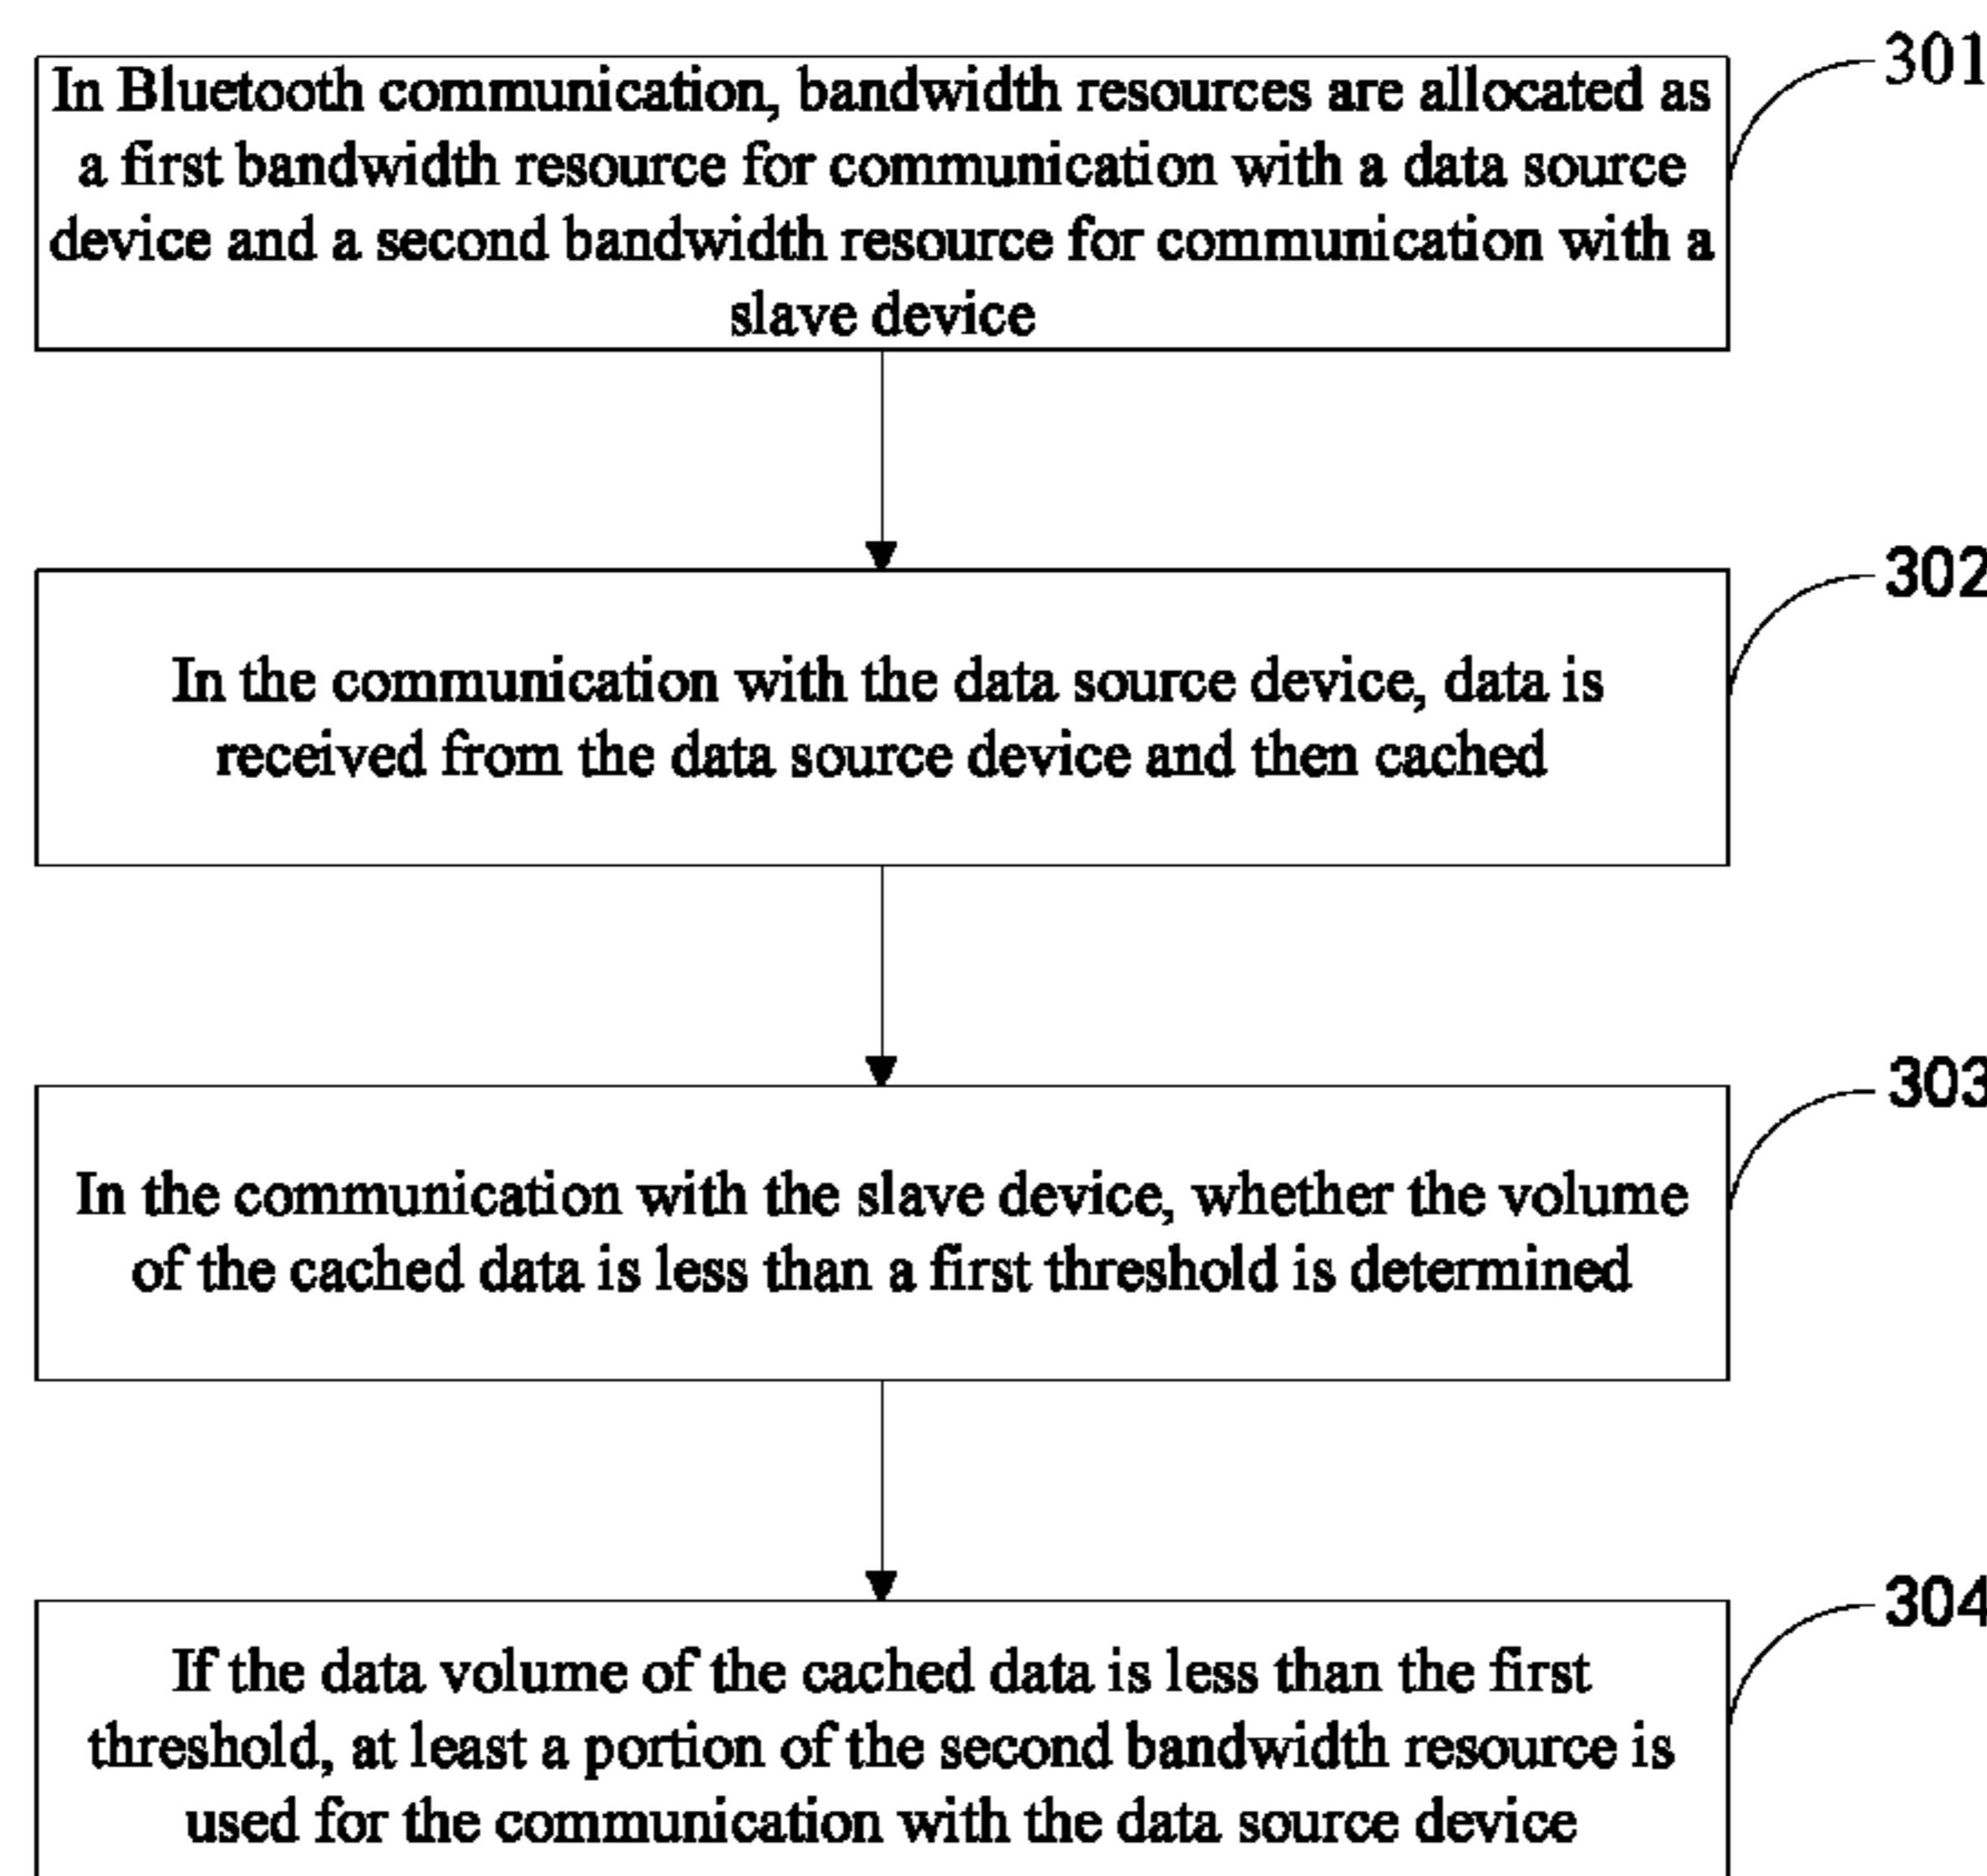 301
In Bluetooth communication, bandwidth resources are allocated as
a first bandwidth resource for communication with a data source
device and a second bandwidth resource for communication with a
slave device
302
In the communication with the data source device, data is
received from the data source device and then cached
303
In the communication with the slave device, whether the volume
of the cached data is less than a first threshold is determined
304
If the data volume of the cached data is less than the first
threshold, at least a portion of the second bandwidth resource is
used for the communication with the data source device